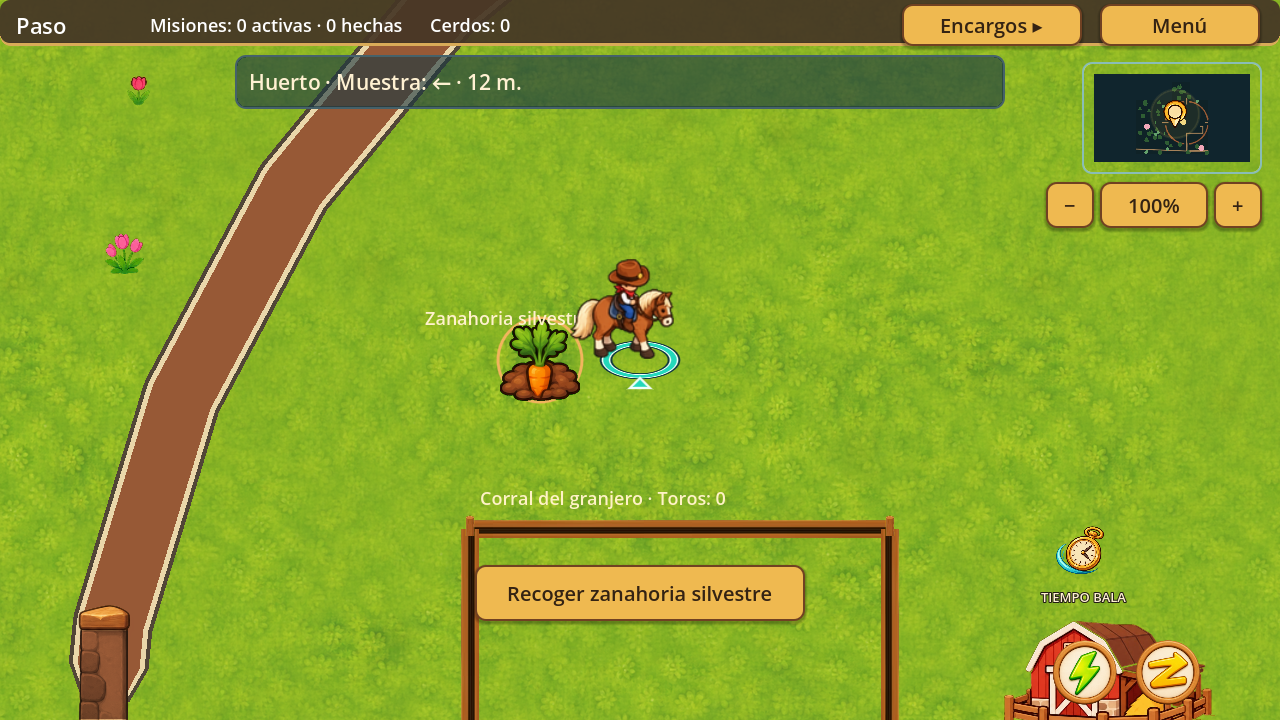 Paso
Misiones: 0 activas · 0 hechas
Cerdos: 0
Encargos ▸
Menú
Huerto · Muestra: ← · 12 m.
− 100% +
Zanahoria
Corral del granjero · Toros: 0
Recoger zanahoria silvestre
TIEMPO BALA